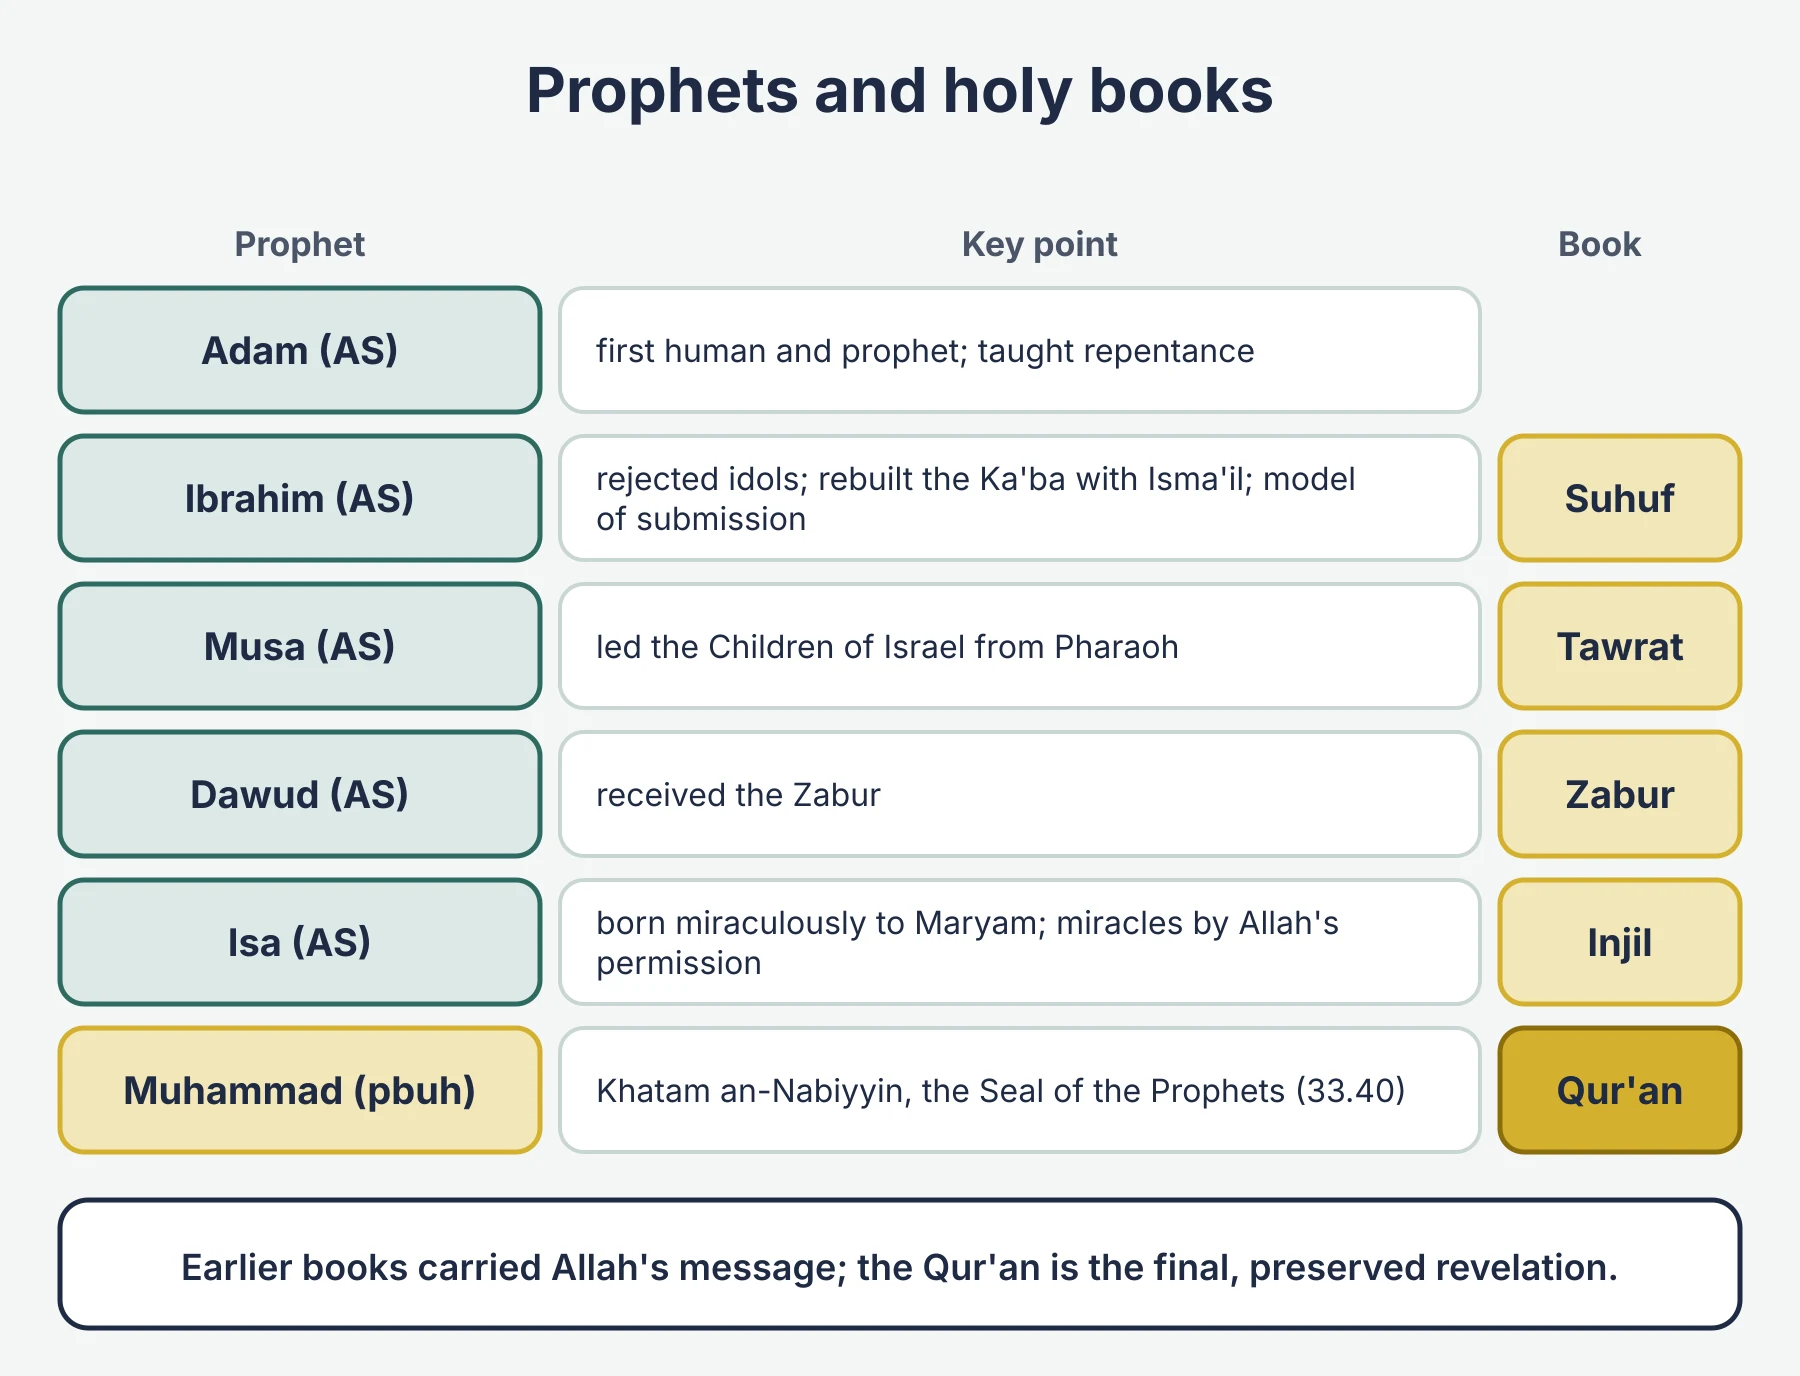 Prophets and holy books
Prophet
Key point
Book
Adam (AS)
first human and prophet; taught repentance
Ibrahim (AS)
rejected idols; rebuilt the Ka'ba with Isma'il; model
of submission
Suhuf
Musa (AS)
led the Children of Israel from Pharaoh
Tawrat
Dawud (AS)
received the Zabur
Zabur
Isa (AS)
born miraculously to Maryam; miracles by Allah's
permission
Injil
Muhammad (pbuh)
Khatam an-Nabiyyin, the Seal of the Prophets (33.40)
Qur'an
Earlier books carried Allah's message; the Qur'an is the final, preserved revelation.